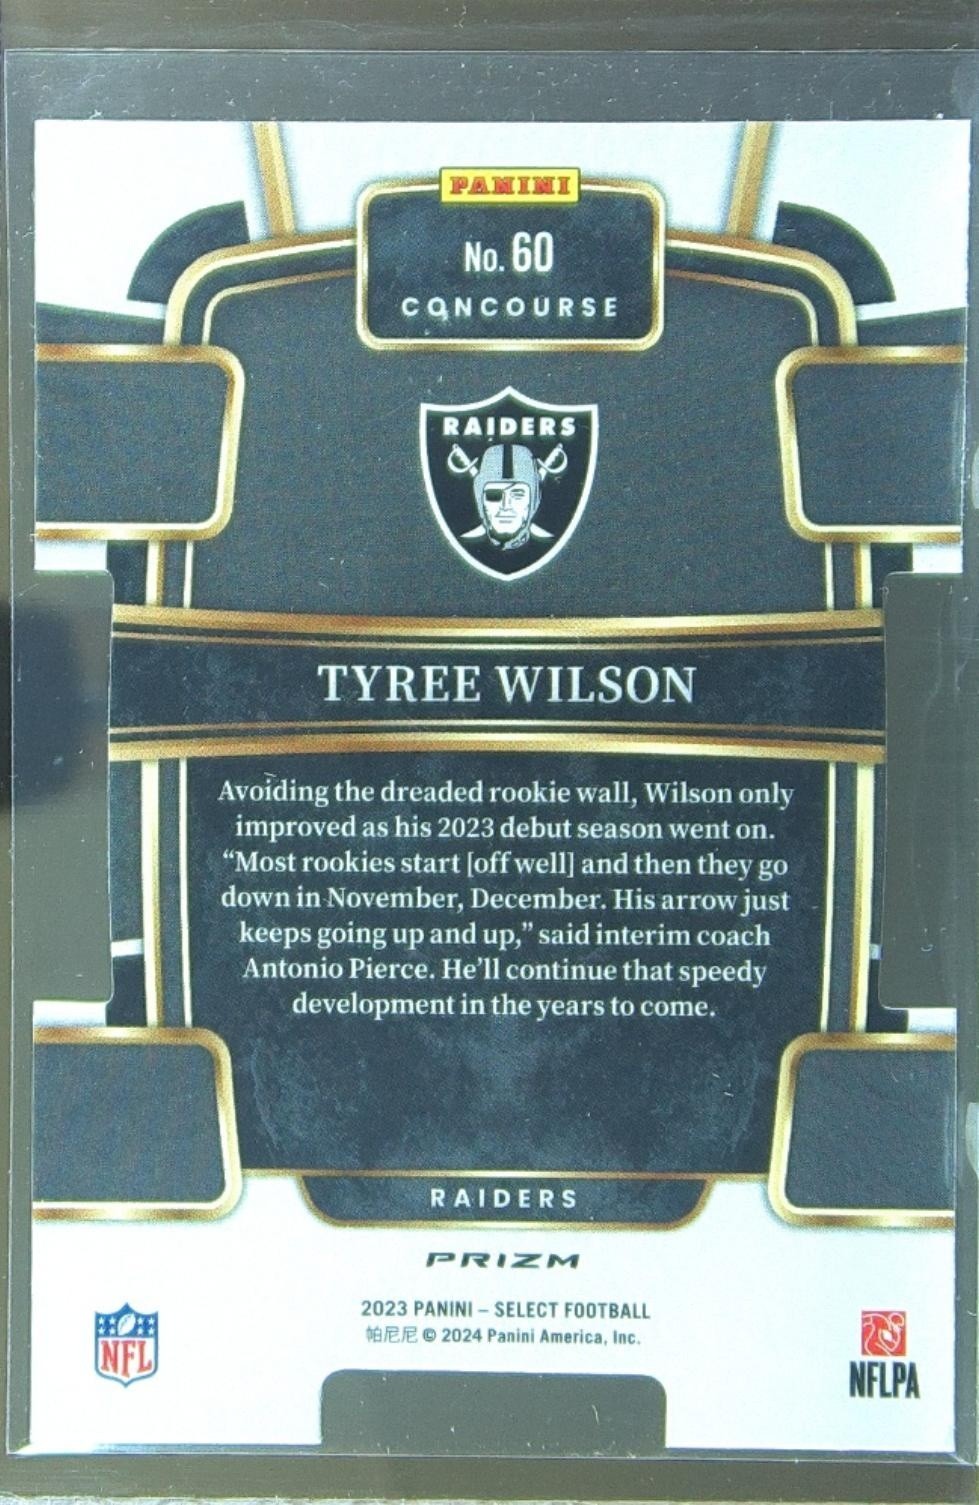 PANINI
No. 60
CONCOURSE
RAIDERS
TYREE WILSON
Avoiding the dreaded rookie wall, Wilson only
improved as his 2023 debut season went on.
“Most rookies start [off well] and then they go
down in November, December. His arrow just
keeps going up and up,” said interim coach
Antonio Pierce. He’ll continue that speedy
development in the years to come.
RAIDERS
PRIZM
2023 PANINI – SELECT FOOTBALL
帕尼尼 © 2024 Panini America, Inc.
NFL
NFLPA